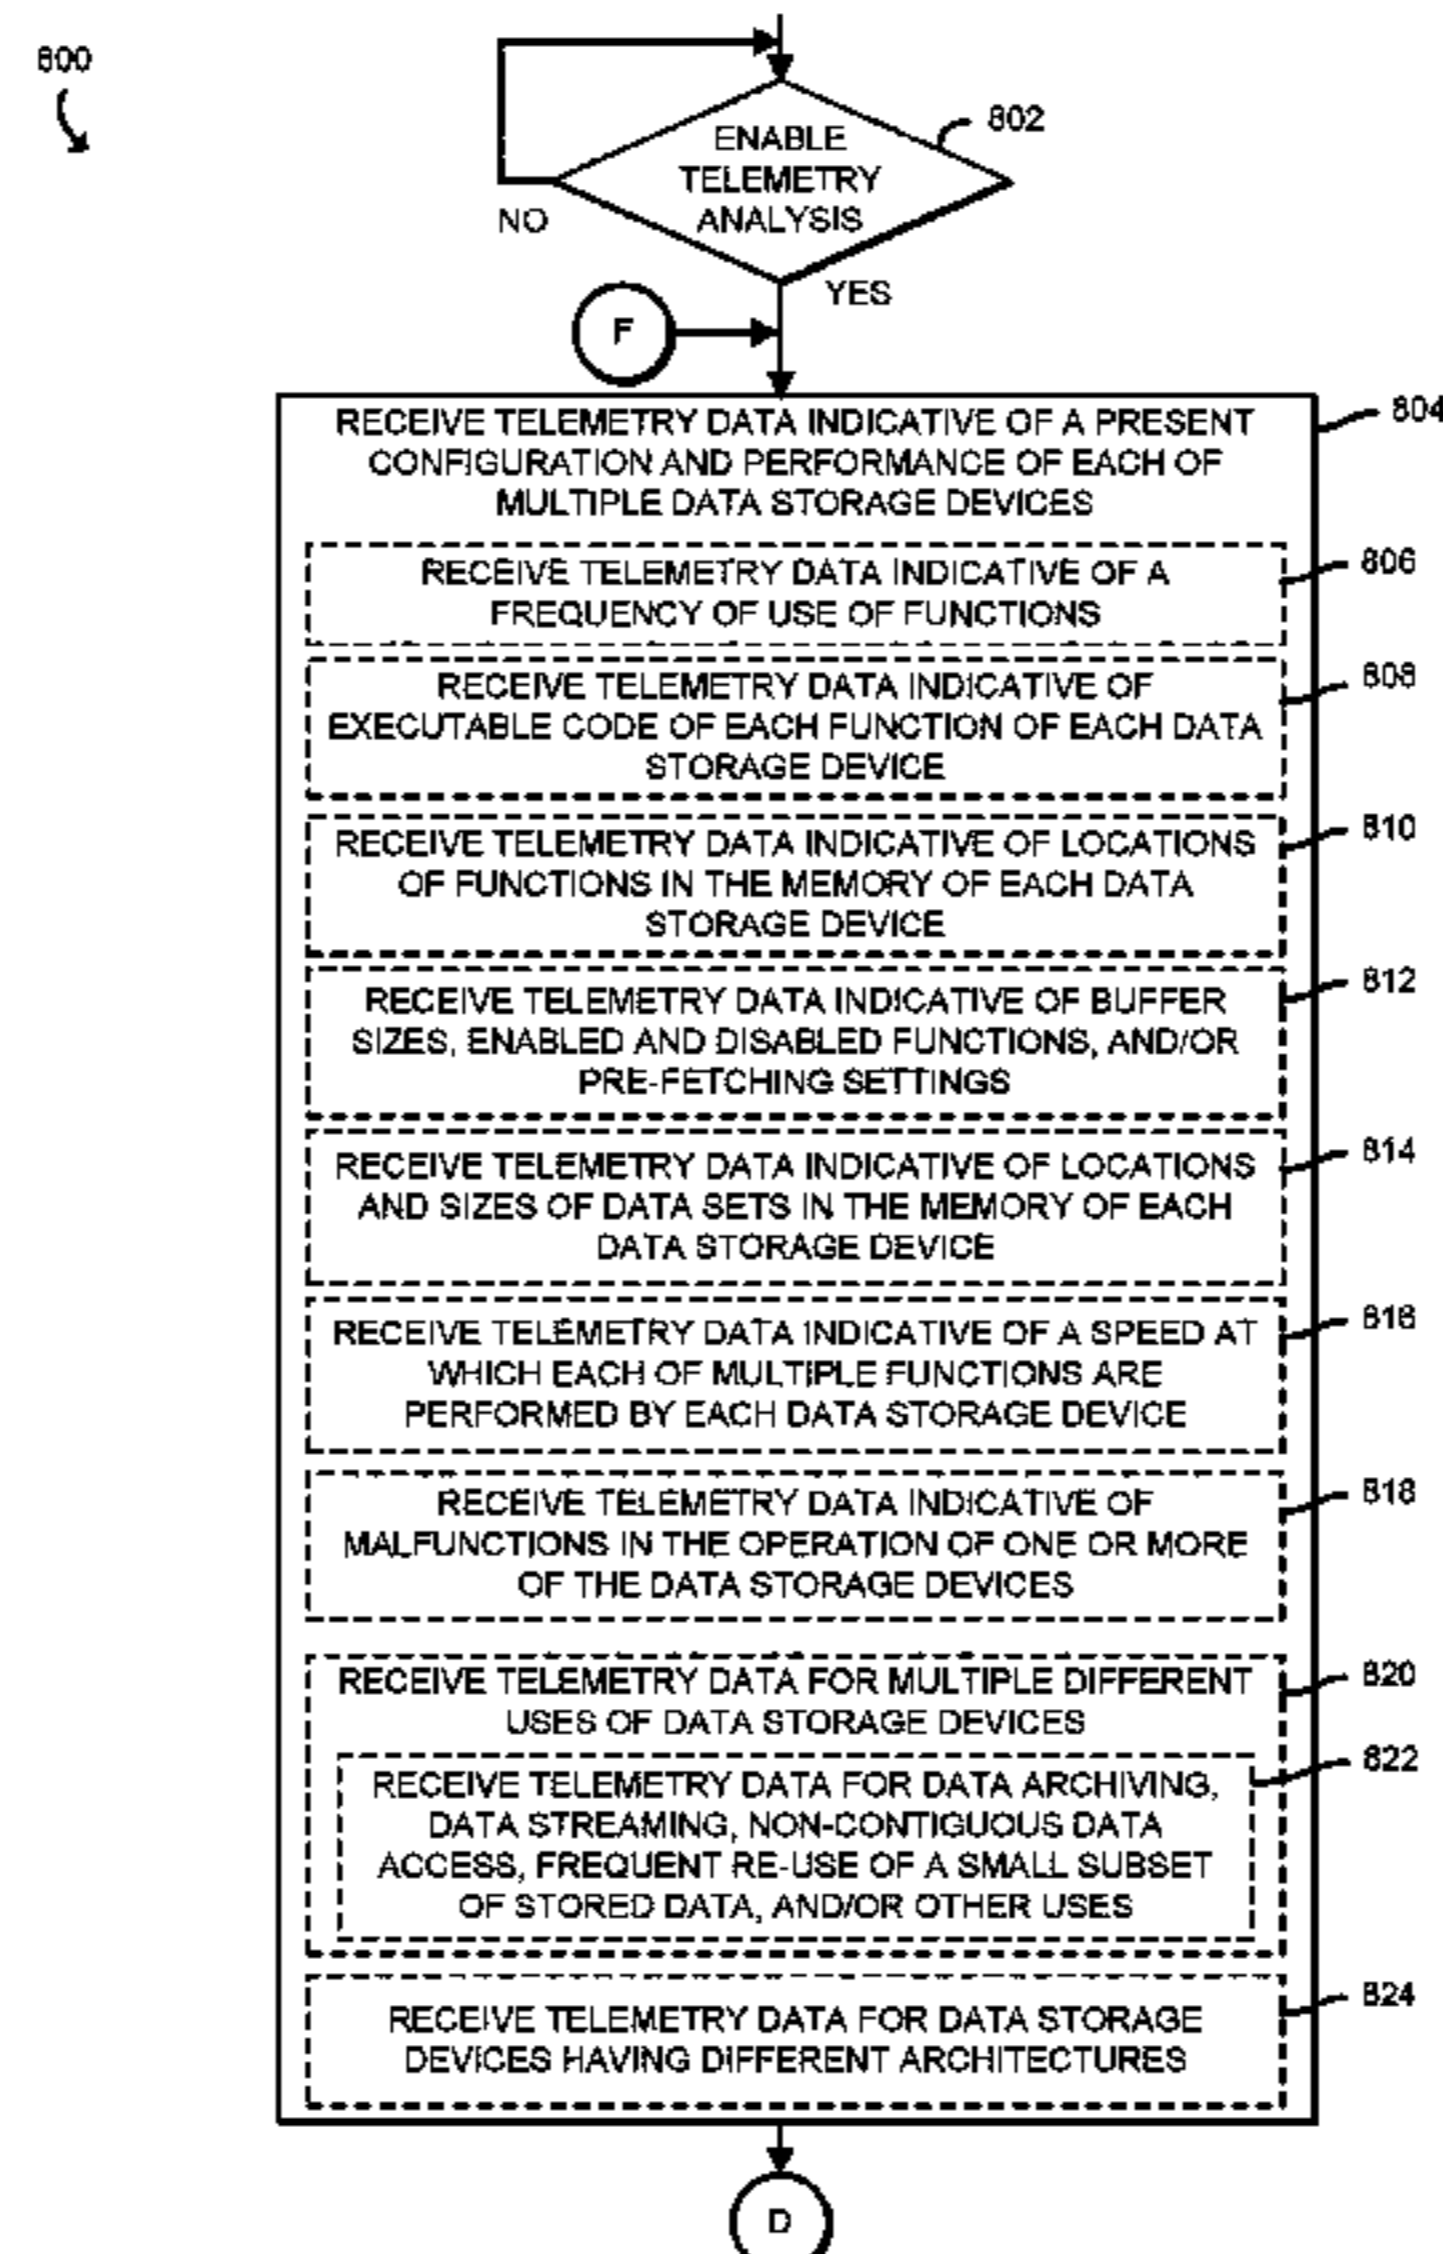 800
ENABLE
TELEMETRY
ANALYSIS
802
NO
YES
F
RECEIVE TELEMETRY DATA INDICATIVE OF A PRESENT
CONFIGURATION AND PERFORMANCE OF EACH OF
MULTIPLE DATA STORAGE DEVICES
804
RECEIVE TELEMETRY DATA INDICATIVE OF A
FREQUENCY OF USE OF FUNCTIONS
806
RECEIVE TELEMETRY DATA INDICATIVE OF
EXECUTABLE CODE OF EACH FUNCTION OF EACH DATA
STORAGE DEVICE
808
RECEIVE TELEMETRY DATA INDICATIVE OF LOCATIONS
OF FUNCTIONS IN THE MEMORY OF EACH DATA
STORAGE DEVICE
810
RECEIVE TELEMETRY DATA INDICATIVE OF BUFFER
SIZES, ENABLED AND DISABLED FUNCTIONS, AND/OR
PRE-FETCHING SETTINGS
812
RECEIVE TELEMETRY DATA INDICATIVE OF LOCATIONS
AND SIZES OF DATA SETS IN THE MEMORY OF EACH
DATA STORAGE DEVICE
814
RECEIVE TELEMETRY DATA INDICATIVE OF A SPEED AT
WHICH EACH OF MULTIPLE FUNCTIONS ARE
PERFORMED BY EACH DATA STORAGE DEVICE
816
RECEIVE TELEMETRY DATA INDICATIVE OF
MALFUNCTIONS IN THE OPERATION OF ONE OR MORE
OF THE DATA STORAGE DEVICES
818
RECEIVE TELEMETRY DATA FOR MULTIPLE DIFFERENT
USES OF DATA STORAGE DEVICES
820
RECEIVE TELEMETRY DATA FOR DATA ARCHIVING,
DATA STREAMING, NON-CONTIGUOUS DATA
ACCESS, FREQUENT RE-USE OF A SMALL SUBSET
OF STORED DATA, AND/OR OTHER USES
822
RECEIVE TELEMETRY DATA FOR DATA STORAGE
DEVICES HAVING DIFFERENT ARCHITECTURES
824
D